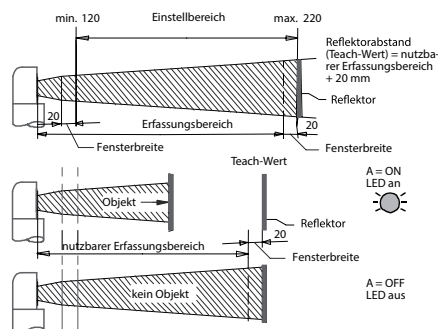 min. 120 Einstellbereich max. 220
Reflektorabstand
(Teach-Wert) = nutzba-
rer Erfassungsbereich
+ 20 mm
Reflektor
20 Erfassungsbereich 20
Fensterbreite Fensterbreite
Teach-Wert
A = ON
LED an
Objekt
Reflektor
20
nutzbarer Erfassungsbereich
Fensterbreite
kein Objekt
A = OFF
LED aus